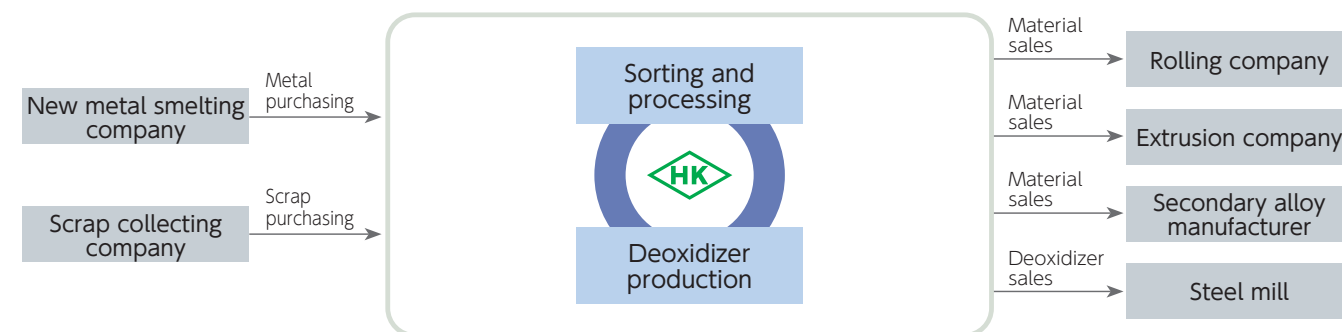 New metal smelting
company
Metal
purchasing
Scrap collecting
company
Scrap
purchasing
Sorting and
processing
HK
Deoxidizer
production
Material
sales
Rolling company
Material
sales
Extrusion company
Material
sales
Secondary alloy
manufacturer
Deoxidizer
sales
Steel mill